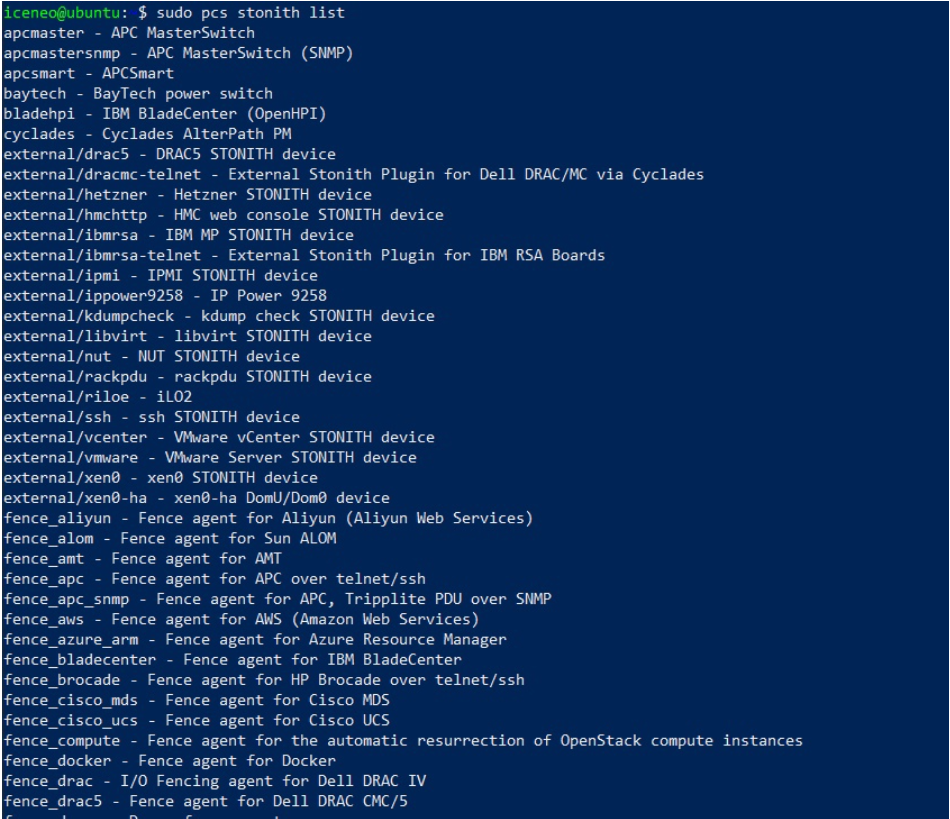 iceneo@ubuntu: $ sudo pcs stonith list
apcmaster - APC MasterSwitch
apcmastersnmp - APC MasterSwitch (SNMP)
apcsmart - APCSmart
baytech - BayTech power switch
bladehpi - IBM BladeCenter (OpenHPI)
cyclades - Cyclades AlterPath PM
external/drac5 - DRAC5 STONITH device
external/dracmc-telnet - External Stonith Plugin for Dell DRAC/MC via Cyclades
external/hetzner - Hetzner STONITH device
external/hmchttp - HMC web console STONITH device
external/ibmrsa - IBM MP STONITH device
external/ibmrsa-telnet - External Stonith Plugin for IBM RSA Boards
external/ipmi - IPMI STONITH device
external/ippower9258 - IP Power 9258
external/kdumpcheck - kdump check STONITH device
external/libvirt - libvirt STONITH device
external/nut - NUT STONITH device
external/rackpdu - rackpdu STONITH device
external/riloe - iLO2
external/ssh - ssh STONITH device
external/vcenter - VMware vCenter STONITH device
external/vmware - VMware Server STONITH device
external/xen0 - xen0 STONITH device
external/xen0-ha - xen0-ha DomU/Dom0 device
fence_aliyun - Fence agent for Aliyun (Aliyun Web Services)
fence_alom - Fence agent for Sun ALOM
fence_amt - Fence agent for AMT
fence_apc - Fence agent for APC over telnet/ssh
fence_apc_snmp - Fence agent for APC, Tripplite PDU over SNMP
fence_aws - Fence agent for AWS (Amazon Web Services)
fence_azure_arm - Fence agent for Azure Resource Manager
fence_bladecenter - Fence agent for IBM BladeCenter
fence_brocade - Fence agent for HP Brocade over telnet/ssh
fence_cisco_mds - Fence agent for Cisco MDS
fence_cisco_ucs - Fence agent for Cisco UCS
fence_compute - Fence agent for the automatic resurrection of OpenStack compute instances
fence_docker - Fence agent for Docker
fence_drac - I/O Fencing agent for Dell DRAC IV
fence_drac5 - Fence agent for Dell DRAC CMC/5